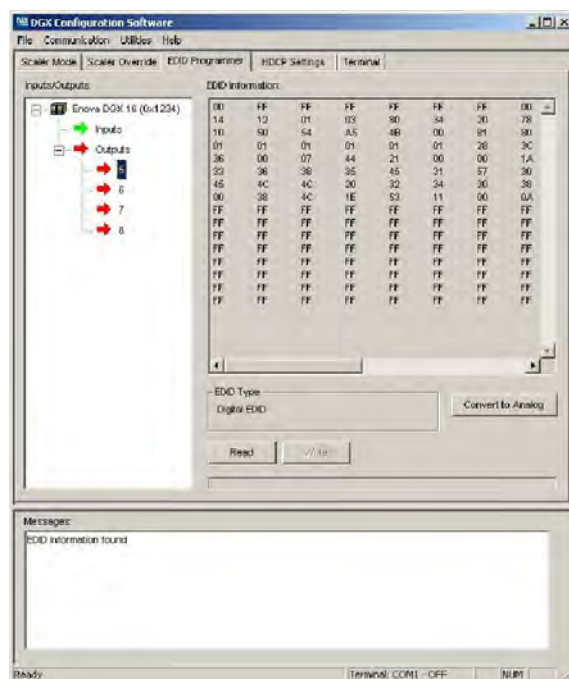 DGX Configuration Software
File Communication Utilities Help
Scaler Mode Scaler Override EDID Programmer HDCP Settings Terminal
Inputs/Outputs: EDID Information:
Enova DGX 16 (0x1234)
Inputs
Outputs
5
6
7
8
00 FF FF FF FF FF FF 00
14 12 01 03 80 34 20 78
10 50 54 A5 4B 00 81 80
01 01 01 01 01 01 28 3C
36 00 07 44 21 00 00 1A
33 36 38 35 45 31 57 30
45 4C 4C 20 32 34 30 38
00 38 4C 1E 53 11 00 0A
FF FF FF FF FF FF FF FF
FF FF FF FF FF FF FF FF
FF FF FF FF FF FF FF FF
FF FF FF FF FF FF FF FF
FF FF FF FF FF FF FF FF
FF FF FF FF FF FF FF FF
FF FF FF FF FF FF FF FF
FF FF FF FF FF FF FF FF
EDID Type
Digital EDID
Convert to Analog
Read Write
Messages:
EDID information found
Ready Terminal: COM1 - OFF NUM